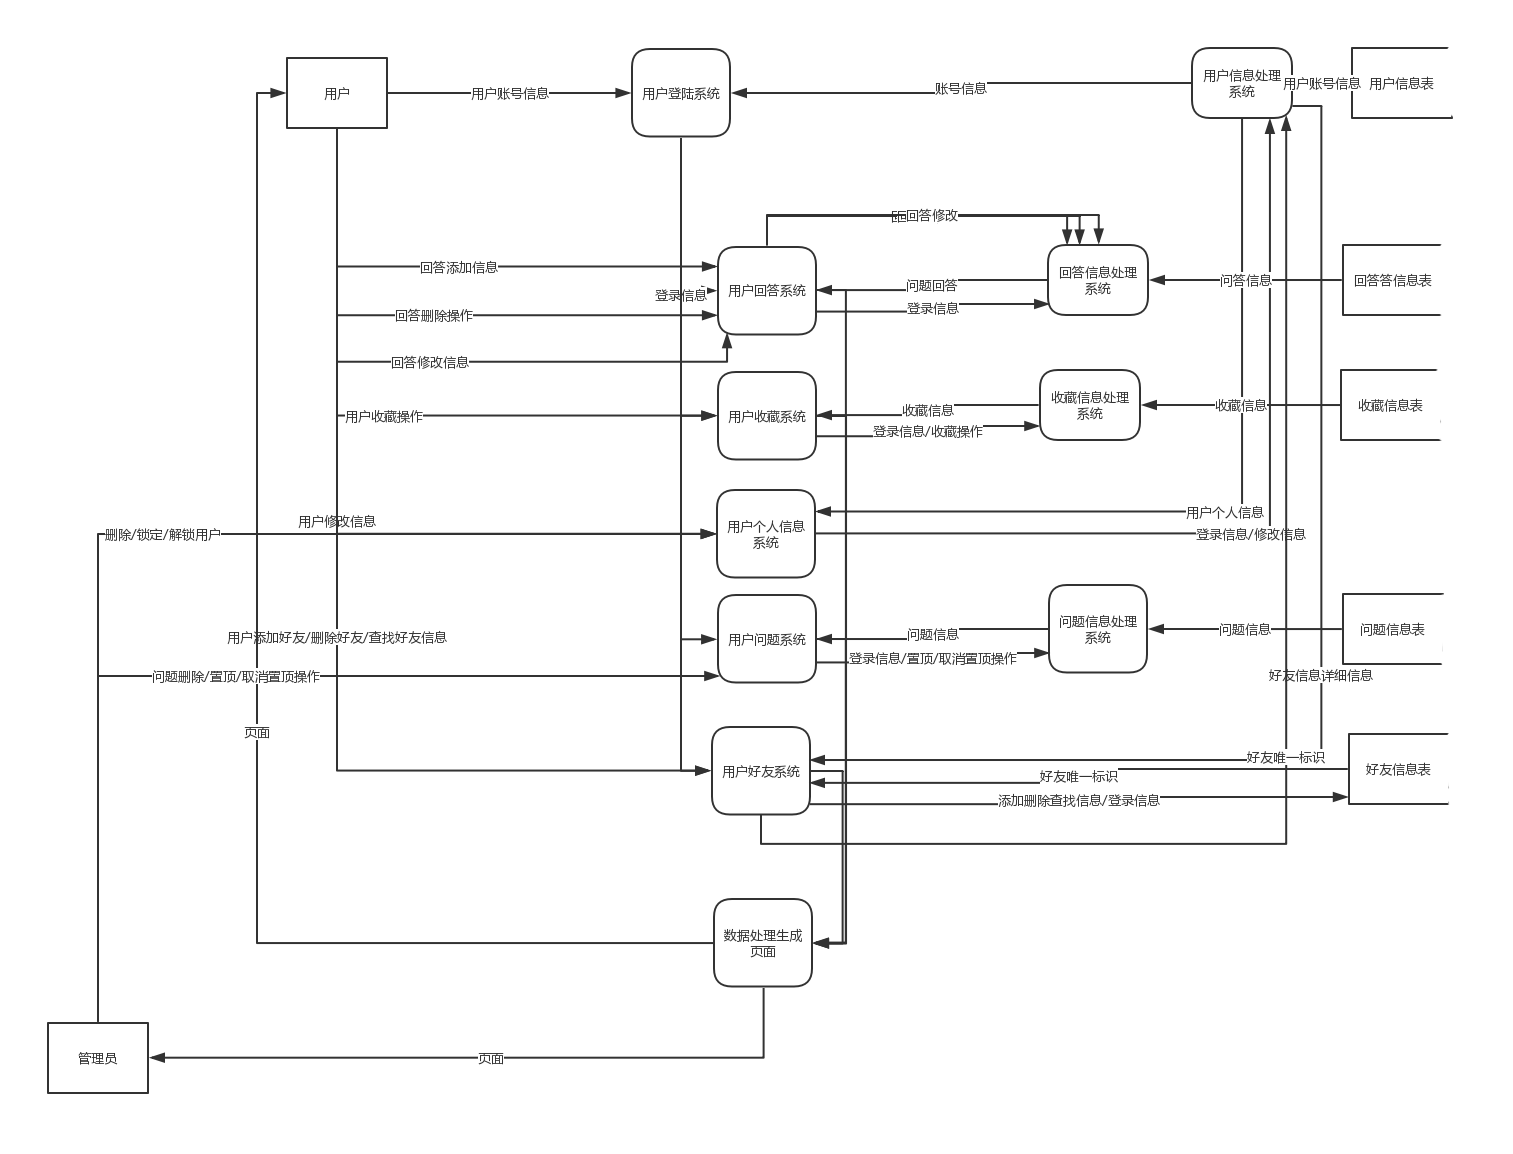 用户
用户账号信息
用户登陆系统
账号信息
用户信息处理
系统
用户账号信息
用户信息表
回答修改
回答添加信息
登录信息
回答删除操作
回答修改信息
用户回答系统
问题回答
登录信息
回答信息处理
系统
问答信息
回答答信息表
用户收藏操作
用户收藏系统
收藏信息
登录信息/收藏操作
收藏信息处理
系统
收藏信息
收藏信息表
用户修改信息
删除/锁定/解锁用户
用户个人信息
系统
用户个人信息
登录信息/修改信息
用户添加好友/删除好友/查找好友信息
问题删除/置顶/取消置顶操作
用户问题系统
问题信息
登录信息/置顶/取消置顶操作
问题信息处理
系统
问题信息
问题信息表
好友信息详细信息
页面
用户好友系统
好友唯一标识
好友唯一标识
添加删除查找信息/登录信息
好友信息表
数据处理生成
页面
管理员
页面